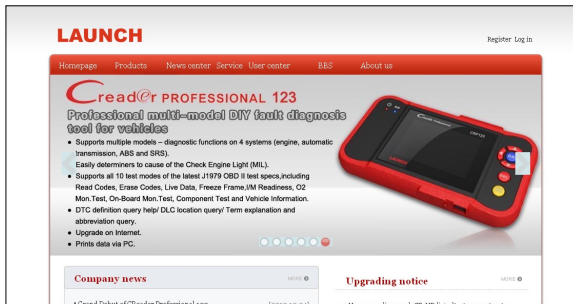 LAUNCH
Register Log in
Homepage Products News center Service User center BBS About us
Cread@r PROFESSIONAL 123
Professional multi-model DIY fault diagnosis
tool for vehicles
• Supports multiple models – diagnostic functions on 4 systems (engine, automatic
transmission, ABS and SRS).
Easily determiners to cause of the Check Engine Light (MIL).
• Supports all 10 test modes of the latest J1979 OBD II test specs,including
Read Codes, Erase Codes, Live Data, Freeze Frame,I/M Readiness, O2
Mon.Test, On-Board Mon.Test, Component Test and Vehicle Information.
• DTC definition query help/ DLC location query/ Term explanation and
abbreviation query.
• Upgrade on Internet.
• Prints data via PC.
Company news MORE
Upgrading notice MORE